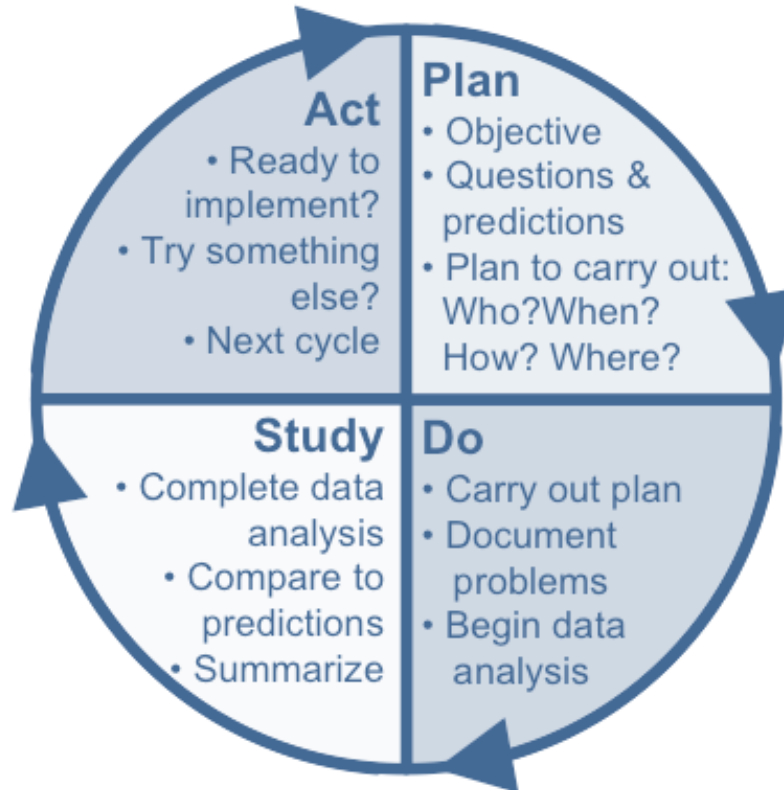 Plan
• Objective
• Questions &
predictions
• Plan to carry out:
Who?When?
How? Where?
Do
• Carry out plan
• Document
problems
• Begin data
analysis
Study
• Complete data
analysis
• Compare to
predictions
• Summarize
Act
• Ready to
implement?
• Try something
else?
• Next cycle